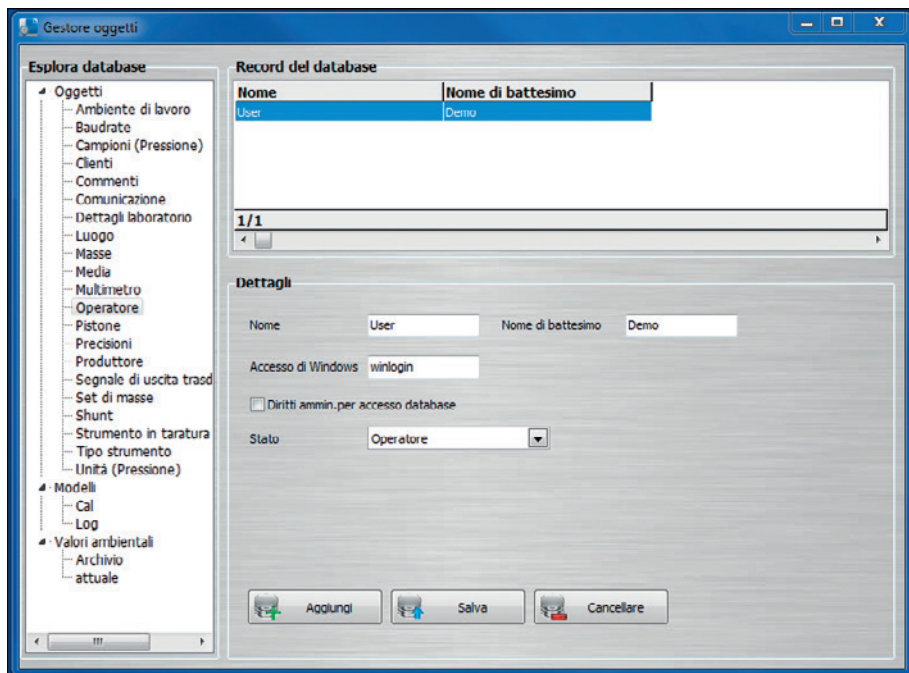 Gestore oggetti
Esplora database
Oggetti
Ambiente di lavoro
Baudrate
Campioni (Pressione)
Clienti
Commenti
Comunicazione
Dettagli laboratorio
Luogo
Masse
Media
Multimetro
Operatore
Pistone
Precisioni
Produttore
Segnale di uscita trasd
Set di masse
Shunt
Strumento in taratura
Tipo strumento
Unità (Pressione)
Modelli
Cal
Log
Valori ambientali
Archivio
attuale
Record del database
Nome Nome di battesimo
User Demo
1/1
Dettagli
Nome User Nome di battesimo Demo
Accesso di Windows winlogin
Diritti ammin.per accesso database
Stato Operatore
Aggiungi Salva Cancellare